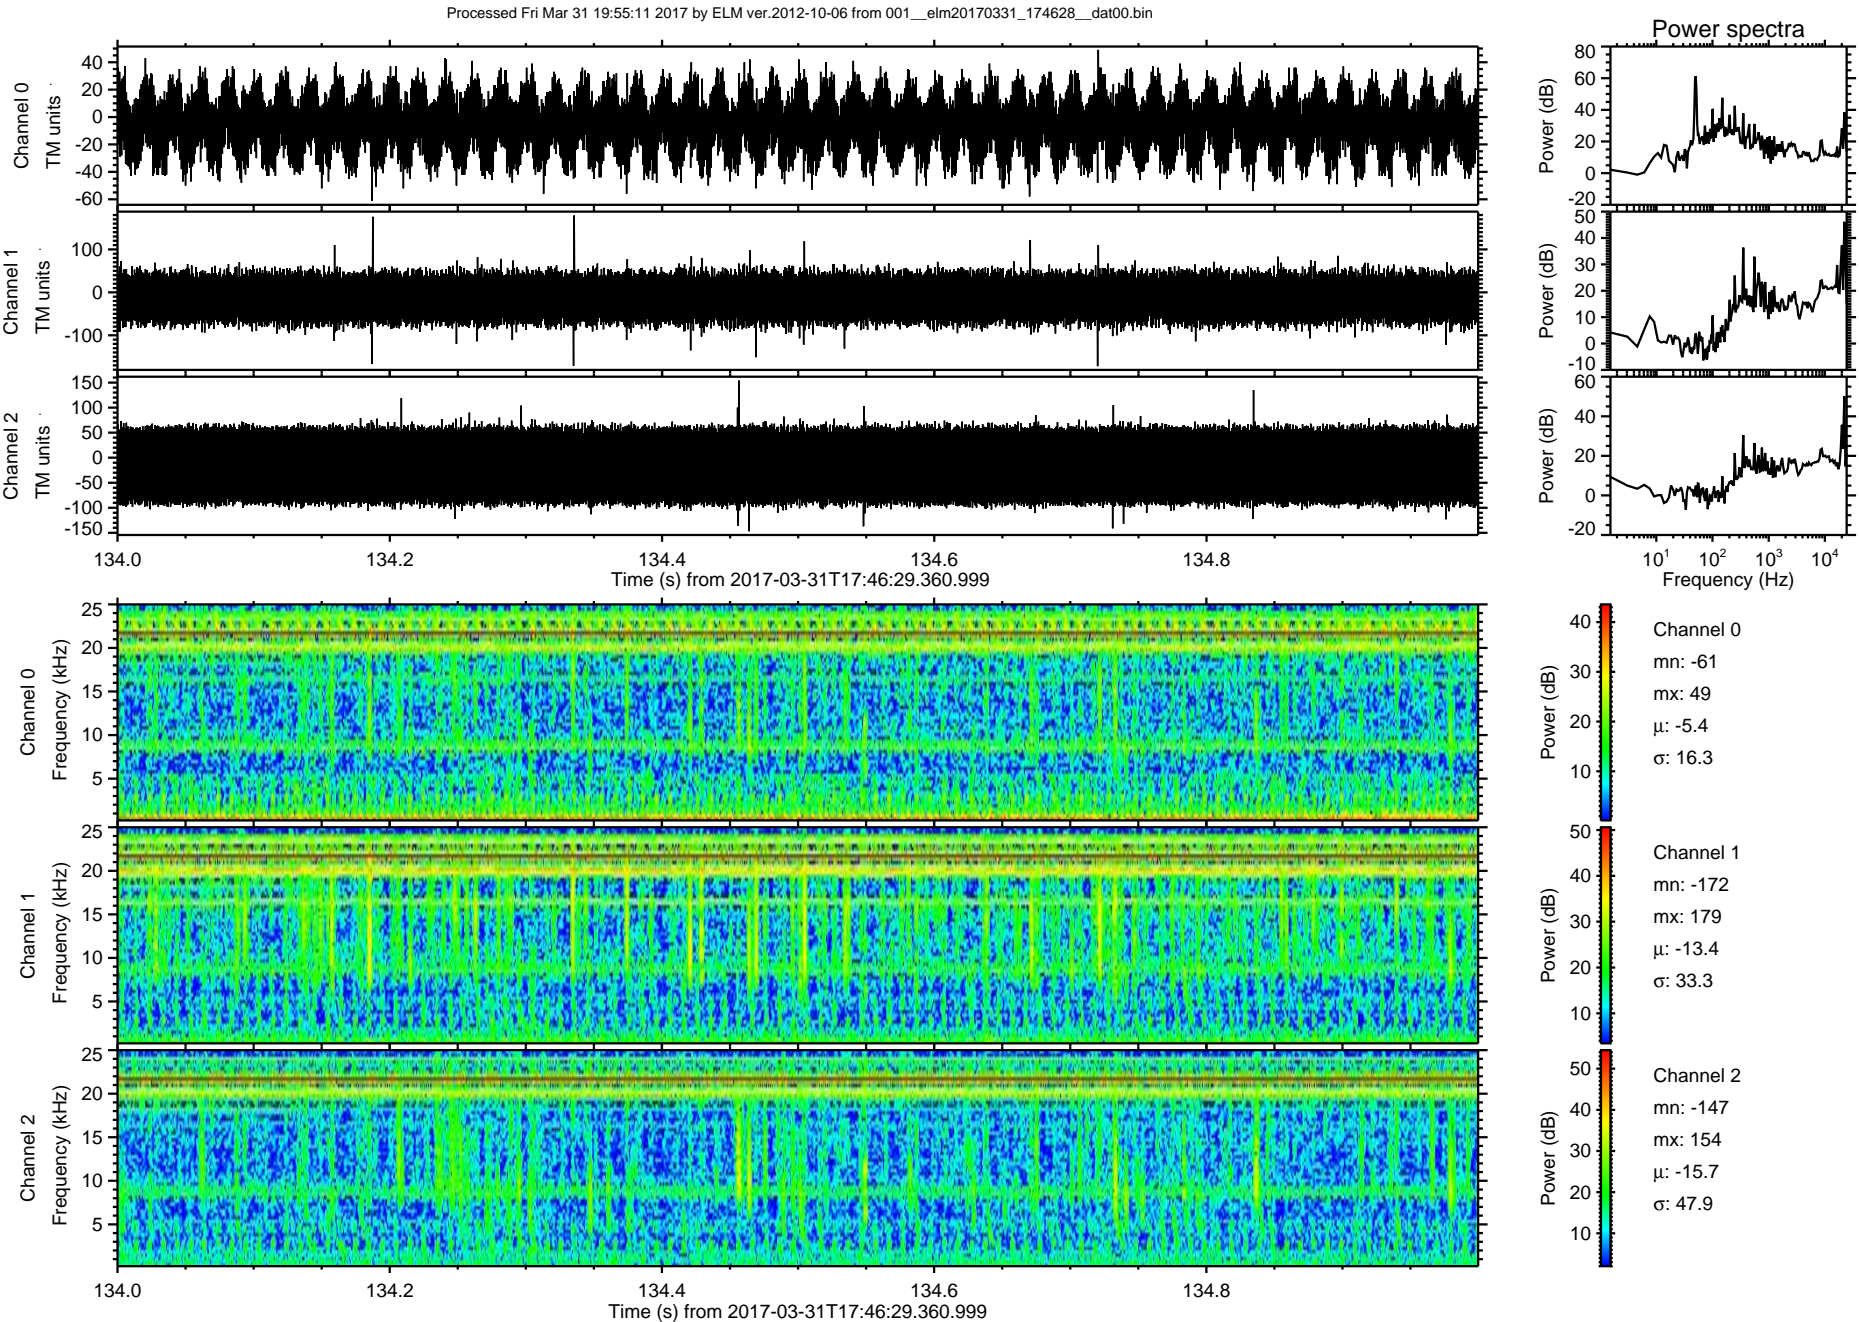 Processed Fri Mar 31 19:55:11 2017 by ELM ver.2012-10-06 from 001__elm20170331_174628__dat00.bin
Power spectra
Channel 0
TM units
40
20
0
-20
-40
-60
Power (dB)
80
60
40
20
0
-20
Channel 1
TM units
100
0
-100
Power (dB)
50
40
30
20
10
0
-10
Channel 2
TM units
150
100
50
0
-50
-100
-150
Power (dB)
60
40
20
0
-20
134.0 134.2 134.4 134.6 134.8
Time (s) from 2017-03-31T17:46:29.360.999
10¹ 10² 10³ 10⁴
Frequency (Hz)
Channel 0
Frequency (kHz)
25
20
15
10
5
Power (dB)
40
30
20
10
Channel 0
mn: -61
mx: 49
μ: -5.4
σ: 16.3
Channel 1
Frequency (kHz)
25
20
15
10
5
Power (dB)
50
40
30
20
10
Channel 1
mn: -172
mx: 179
μ: -13.4
σ: 33.3
Channel 2
Frequency (kHz)
25
20
15
10
5
Power (dB)
50
40
30
20
10
Channel 2
mn: -147
mx: 154
μ: -15.7
σ: 47.9
134.0 134.2 134.4 134.6 134.8
Time (s) from 2017-03-31T17:46:29.360.999